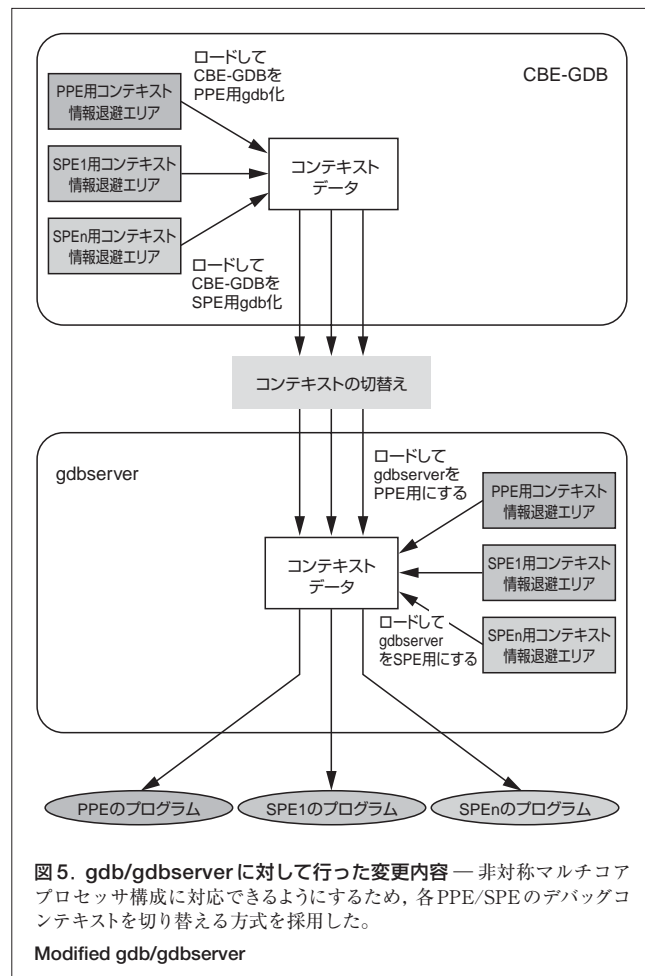 ロードして
CBE-GDBを
PPE用gdb化
CBE-GDB
PPE用コンテキスト
情報退避エリア
SPE1用コンテキスト
情報退避エリア
コンテキスト
データ
SPEn用コンテキスト
情報退避エリア
ロードして
CBE-GDBを
SPE用gdb化
コンテキストの切替え
gdbserver
ロードして
gdbserverを
PPE用にする
PPE用コンテキスト
情報退避エリア
コンテキスト
データ
SPE1用コンテキスト
情報退避エリア
ロードして
gdbserver
をSPE用にする
SPEn用コンテキスト
情報退避エリア
PPEのプログラム
SPE1のプログラム
SPEnのプログラム
図5. gdb/gdbserverに対して行った変更内容 — 非対称マルチコア
プロセッサ構成に対応できるようにするため，各PPE/SPEのデバッグコ
ンテキストを切り替える方式を採用した。
Modified gdb/gdbserver